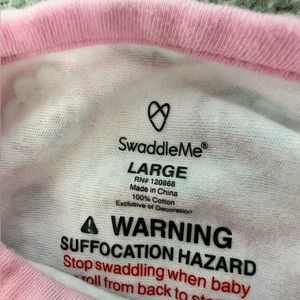 SwaddleMe®
LARGE
RN# 120868
Made in China
100% Cotton
Exclusive of Decoration
WARNING
SUFFOCATION HAZARD
Stop swaddling when baby
roll from back to